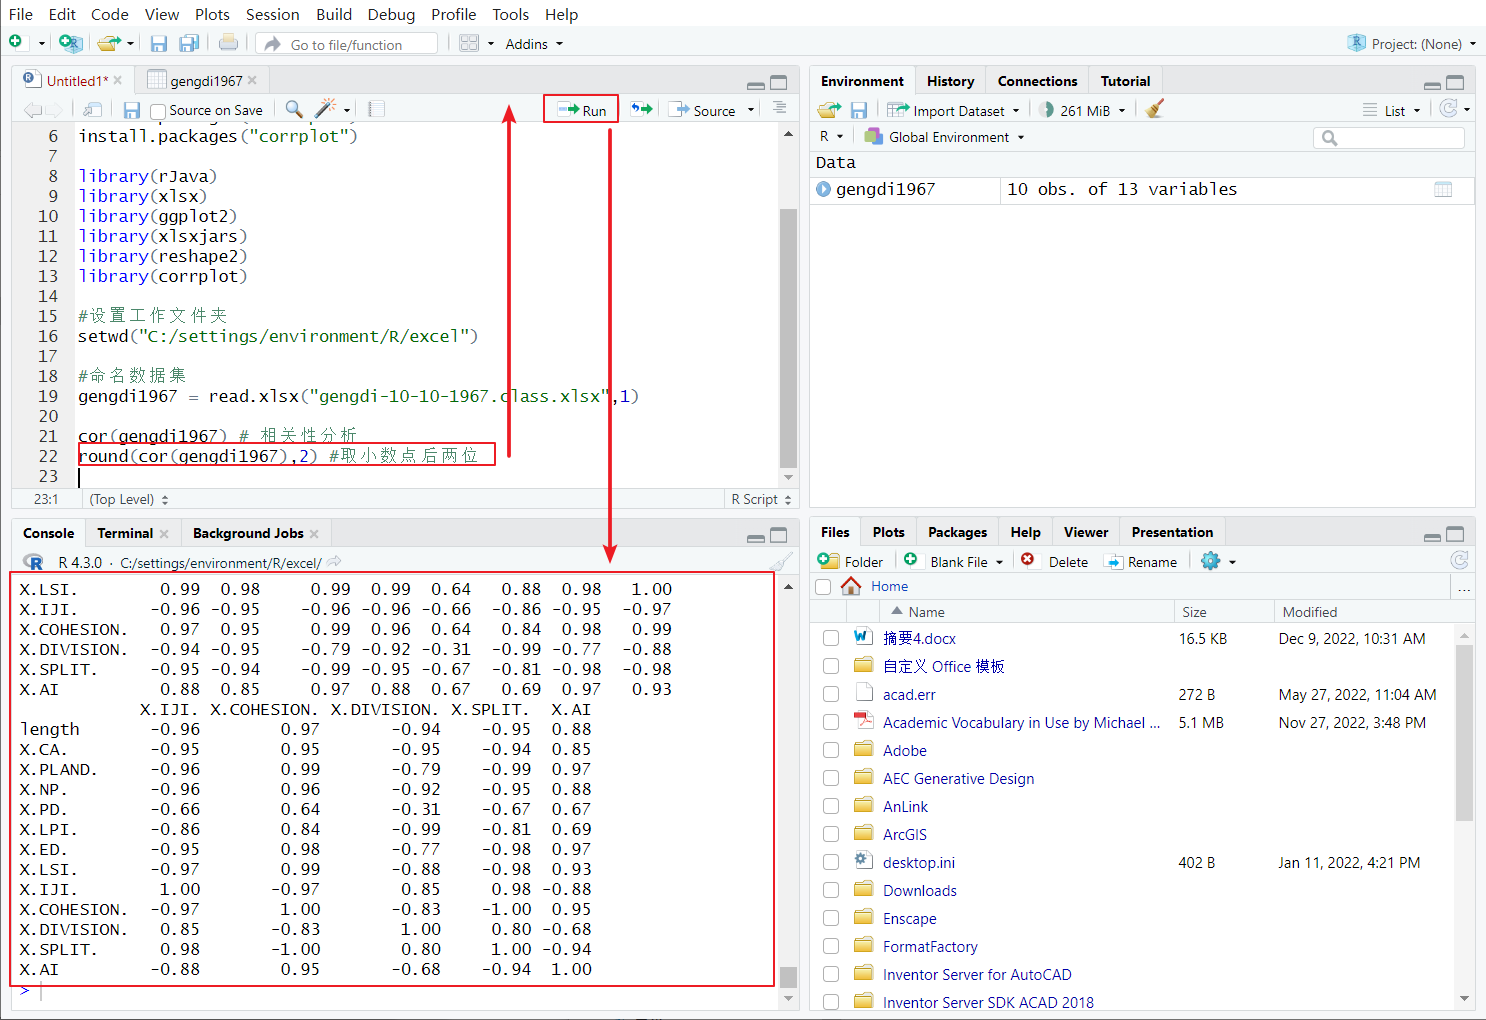 File Edit Code View Plots Session Build Debug Profile Tools Help
Go to file/function Addins Project: (None)
Untitled1* gengdi1967
Source on Save Run Source
6 install.packages("corrplot")
7
8 library(rJava)
9 library(xlsx)
10 library(ggplot2)
11 library(xlsxjars)
12 library(reshape2)
13 library(corrplot)
14
15 #设置工作文件夹
16 setwd("C:/settings/environment/R/excel")
17
18 #命名数据集
19 gengdi1967 = read.xlsx("gengdi-10-10-1967.class.xlsx",1)
20
21 cor(gengdi1967) # 相关性分析
22 round(cor(gengdi1967),2) #取小数点后两位
23
23:1 (Top Level) R Script
Console Terminal Background Jobs
R 4.3.0 · C:/settings/environment/R/excel/
X.LSI. 0.99 0.98 0.99 0.99 0.64 0.88 0.98 1.00
X.IJI. -0.96 -0.95 -0.96 -0.96 -0.66 -0.86 -0.95 -0.97
X.COHESION. 0.97 0.95 0.99 0.96 0.64 0.84 0.98 0.99
X.DIVISION. -0.94 -0.95 -0.79 -0.92 -0.31 -0.99 -0.77 -0.88
X.SPLIT. -0.95 -0.94 -0.99 -0.95 -0.67 -0.81 -0.98 -0.98
X.AI 0.88 0.85 0.97 0.88 0.67 0.69 0.97 0.93
X.IJI. X.COHESION. X.DIVISION. X.SPLIT. X.AI
length -0.96 0.97 -0.94 -0.95 0.88
X.CA. -0.95 0.95 -0.95 -0.94 0.85
X.PLAND. -0.96 0.99 -0.79 -0.99 0.97
X.NP. -0.96 0.96 -0.92 -0.95 0.88
X.PD. -0.66 0.64 -0.31 -0.67 0.67
X.LPI. -0.86 0.84 -0.99 -0.81 0.69
X.ED. -0.95 0.98 -0.77 -0.98 0.97
X.LSI. -0.97 0.99 -0.88 -0.98 0.93
X.IJI. 1.00 -0.97 0.85 0.98 -0.88
X.COHESION. -0.97 1.00 -0.83 -1.00 0.95
X.DIVISION. 0.85 -0.83 1.00 0.80 -0.68
X.SPLIT. 0.98 -1.00 0.80 1.00 -0.94
X.AI -0.88 0.95 -0.68 -0.94 1.00
>
Environment History Connections Tutorial
Import Dataset 261 MiB List
R Global Environment
Data
gengdi1967 10 obs. of 13 variables
Files Plots Packages Help Viewer Presentation
Folder Blank File Delete Rename
Home ...
Name Size Modified
摘要4.docx 16.5 KB Dec 9, 2022, 10:31 AM
自定义 Office 模板
acad.err 272 B May 27, 2022, 11:04 AM
Academic Vocabulary in Use by Michael ... 5.1 MB Nov 27, 2022, 3:48 PM
Adobe
AEC Generative Design
AnLink
ArcGIS
desktop.ini 402 B Jan 11, 2022, 4:21 PM
Downloads
Enscape
FormatFactory
Inventor Server for AutoCAD
Inventor Server SDK ACAD 2018